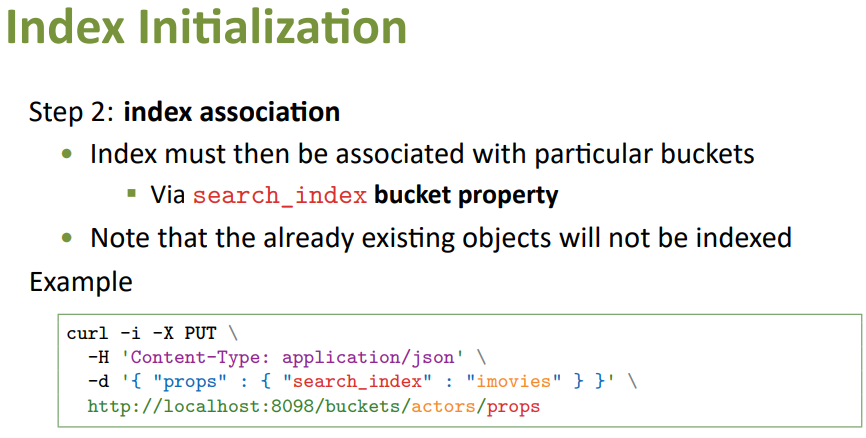 Index Initialization
Step 2: index association
• Index must then be associated with particular buckets
▪ Via search_index bucket property
• Note that the already existing objects will not be indexed
Example
curl -i -X PUT \
-H 'Content-Type: application/json' \
-d '{ "props" : { "search_index" : "imovies" } }' \
http://localhost:8098/buckets/actors/props